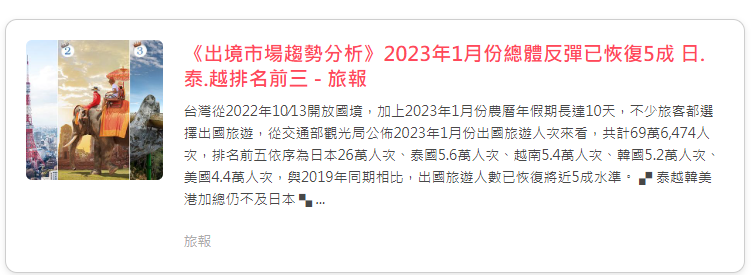 2
3
《出境市場趨勢分析》2023年1月份總體反彈已恢復5成 日.
泰.越排名前三 - 旅報
台灣從2022年10/13開放國境，加上2023年1月份農曆年假期長達10天，不少旅客都選
擇出國旅遊，從交通部觀光局公佈2023年1月份出國旅遊人次來看，共計69萬6,474人
次，排名前五依序為日本26萬人次、泰國5.6萬人次、越南5.4萬人次、韓國5.2萬人次、
美國4.4萬人次，與2019年同期相比，出國旅遊人數已恢復將近5成水準。 ▞ 泰越韓美
港加總仍不及日本 ▚ ...
旅報